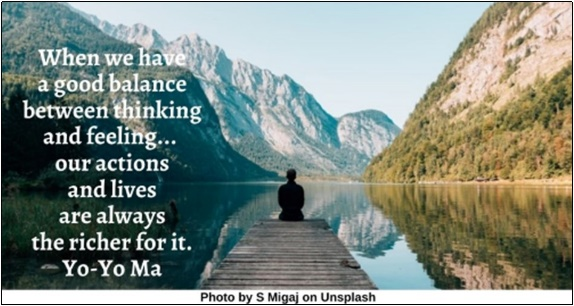 When we have
a good balance
between thinking
and feeling...
our actions
and lives
are always
the richer for it.
Yo-Yo Ma
Photo by S Migaj on Unsplash